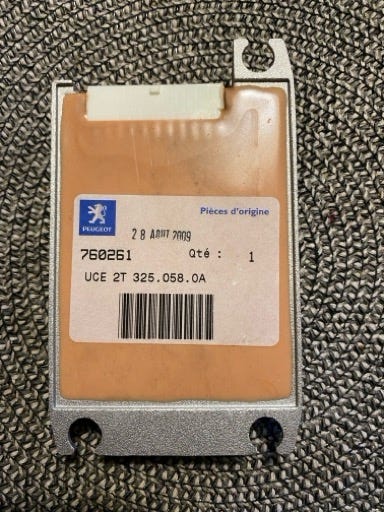 Pièces d'origine
PEUGEOT
28 AOUT 2009
760261 Qté : 1
UCE 2T 325.058.0A